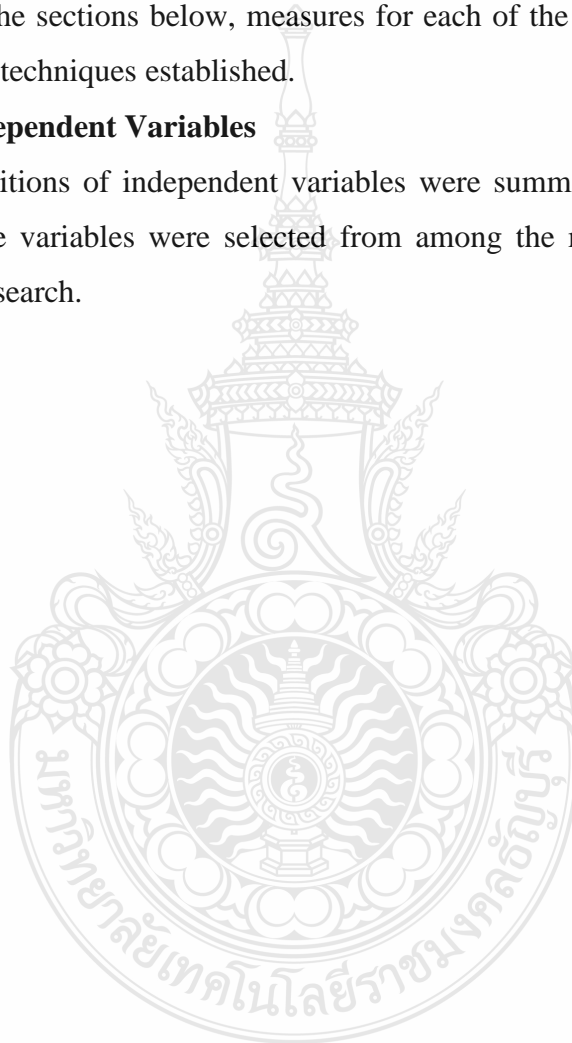 he sections below, measures for each of the
techniques established.
ependent Variables
itions of independent variables were summ
e variables were selected from among the
search.
มหาวิทยาลัยเทคโนโลยีราชมงคลธัญบุรี